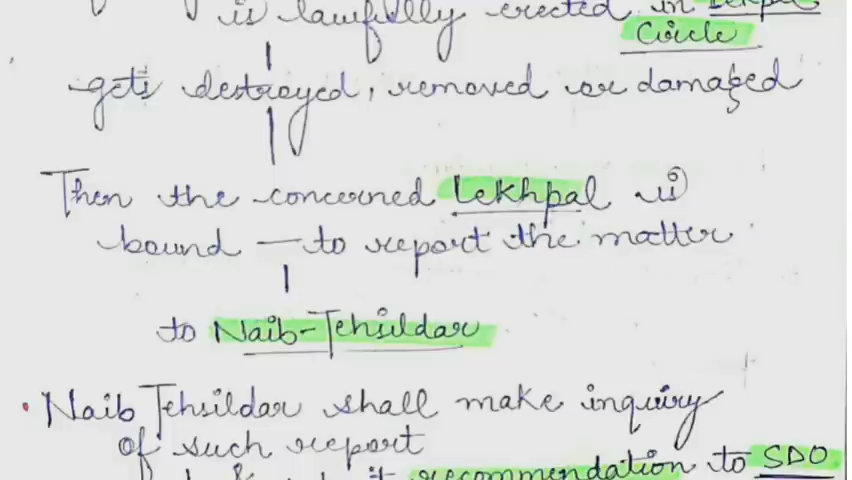 is lawfully erected in Lekhpal
Circle
gets destroyed, removed or damaged
Then the concerned Lekhpal is
bound to report the matter
to Naib-Tehsildar
• Naib Tehsildar shall make inquiry
of such report
recommendation to SDO